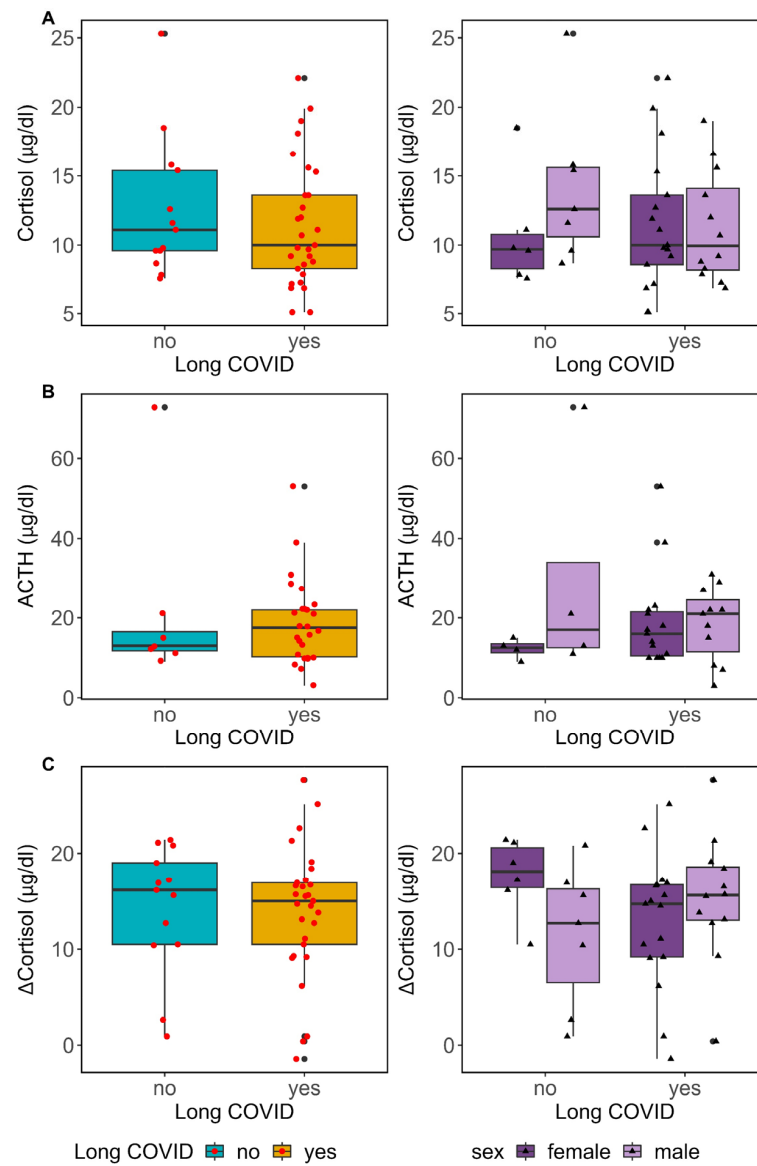 A
Cortisol (µg/dl)
25
20
15
10
5
no
yes
Long COVID
Cortisol (µg/dl)
25
20
15
10
5
no
yes
Long COVID
B
ACTH (µg/dl)
60
40
20
0
no
yes
Long COVID
ACTH (µg/dl)
60
40
20
0
no
yes
Long COVID
C
ΔCortisol (µg/dl)
20
10
0
no
yes
Long COVID
ΔCortisol (µg/dl)
20
10
0
no
yes
Long COVID
Long COVID no yes
sex female male